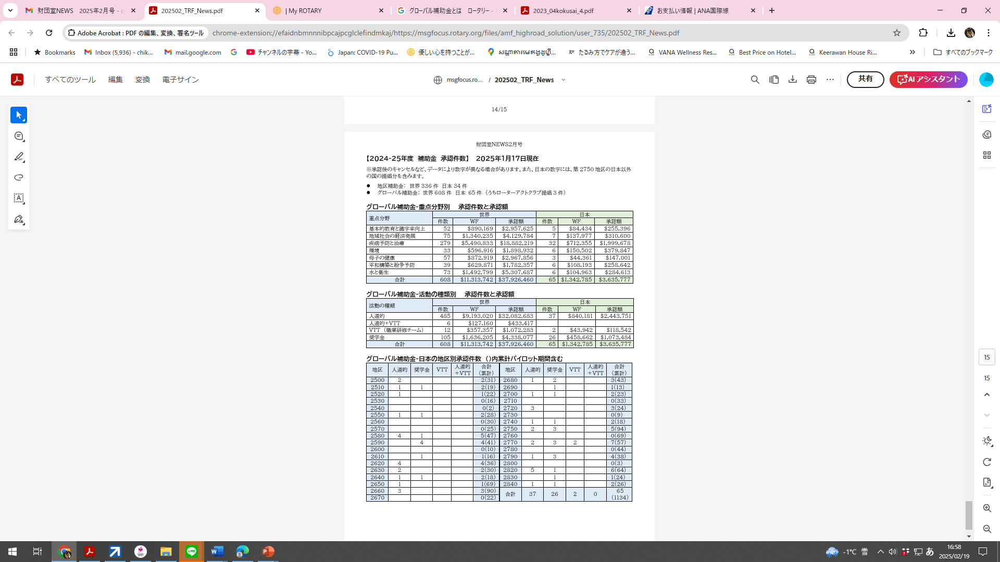 財団室NEWS　2025年2月号 - c
202502_TRF_News.pdf
| My ROTARY
グローバル補助金とは　ロータリー -
2023_04kokusai_4.pdf
お支払い情報 | ANA国際線
Adobe Acrobat : PDF の編集、変換、署名ツール
chrome-extension://efaidnbmnnnibpcajpcglclefindmkaj/https://msgfocus.rotary.org/files/amf_highroad_solution/user_735/202502_TRF_News.pdf
Bookmarks
Inbox (5,936) - chik...
mail.google.com
チャンネルの字幕 - Yo...
Japan: COVID-19 Pu...
優しい心を持つことが...
たるみ方でケアが違う...
VANA Wellness Res...
Best Price on Hotel...
Keerawan House Ri...
すべてのブックマーク
すべてのツール 編集 変換 電子サイン
msgfocus.ro... / 202502_TRF_News
共有
AI アシスタント
14/15
財団室NEWS2月号
【2024-25年度　補助金　承認件数】　2025年1月17日現在
※承認後のキャンセルなど、データにより数字が異なる場合があります。また、日本の数字には、第 2750 地区の日本以外
の国の提唱分を含みます。
● 地区補助金： 世界 336 件 日本 34 件
● グローバル補助金： 世界 608 件 日本 65 件 （うちローターアクトクラブ提唱 3 件）
グローバル補助金-重点分野別　承認件数と承認額
重点分野 世界 日本
件数 WF 承認額 件数 WF 承認額
基本的教育と識字率向上 52 $890,169 $2,957,625 5 $84,434 $255,396
地域社会の経済発展 75 $1,340,235 $4,129,784 7 $137,977 $310,600
疾病予防と治療 279 $5,490,833 $18,882,219 32 $712,355 $1,999,678
環境 33 $596,916 $1,898,932 6 $150,502 $379,847
母子の健康 57 $872,919 $2,967,856 3 $44,361 $147,001
平和構築と紛争予防 39 $629,871 $1,782,357 6 $108,193 $258,642
水と衛生 73 $1,492,799 $5,307,687 6 $104,963 $284,613
合計 608 $11,313,742 $37,926,460 65 $1,342,785 $3,635,777
グローバル補助金-活動の種類別　承認件数と承認額
活動の種類 世界 日本
件数 WF 承認額 件数 WF 承認額
人道的 485 $9,193,020 $32,082,683 37 $840,181 $2,443,751
人道的+VTT 6 $127,160 $433,417
VTT（職業研修チーム） 12 $357,357 $1,072,283 2 $43,942 $118,542
奨学金 105 $1,636,205 $4,338,077 26 $458,662 $1,073,484
合計 608 $11,313,742 $37,926,460 65 $1,342,785 $3,635,777
グローバル補助金-日本の地区別承認件数 （）内累計パイロット期間含む
地区 人道的 奨学金 VTT 人道的+VTT 合計（累計） 地区 人道的 奨学金 VTT 人道的+VTT 合計（累計）
2500 2 2(31) 2680 1 2 3(43)
2510 1 1 2(19) 2690 1 1(13)
2520 1 1(22) 2700 1 1 2(23)
2530 0(16) 2710 0(33)
2540 0(2) 2720 3 3(24)
2550 1 1 2(28) 2730 0(9)
2560 0(30) 2740 1 1 2(18)
2570 0(25) 2750 2 3 5(94)
2580 4 1 5(47) 2760 0(69)
2590 4 4(41) 2770 2 3 2 7(57)
2600 0(10) 2780 0(44)
2610 1 1(16) 2790 1 3 4(38)
2620 4 4(36) 2800 0(3)
2630 2 2(30) 2820 5 1 6(64)
2640 1 1 2(18) 2830 1 1(24)
2650 1 1(69) 2840 1 1 2(26)
2660 3 3(90) 合計 37 26 2 0 65
2670 0(22) (1134)
15
15
-1℃ 雪
あ
16:58
2025/02/19